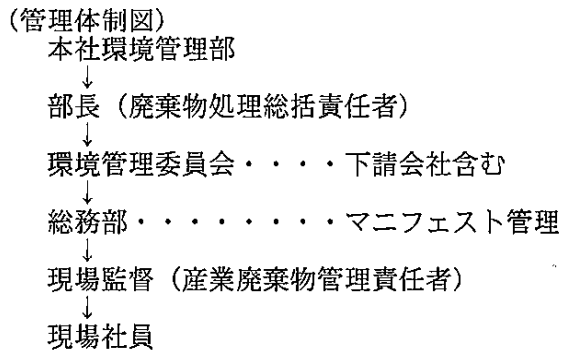 （管理体制図）
本社環境管理部
↓
部長（廃棄物処理総括責任者）
↓
環境管理委員会・・・・下請会社含む
↓
総務部・・・・・・・・マニフェスト管理
↓
現場監督（産業廃棄物管理責任者）
↓
現場社員